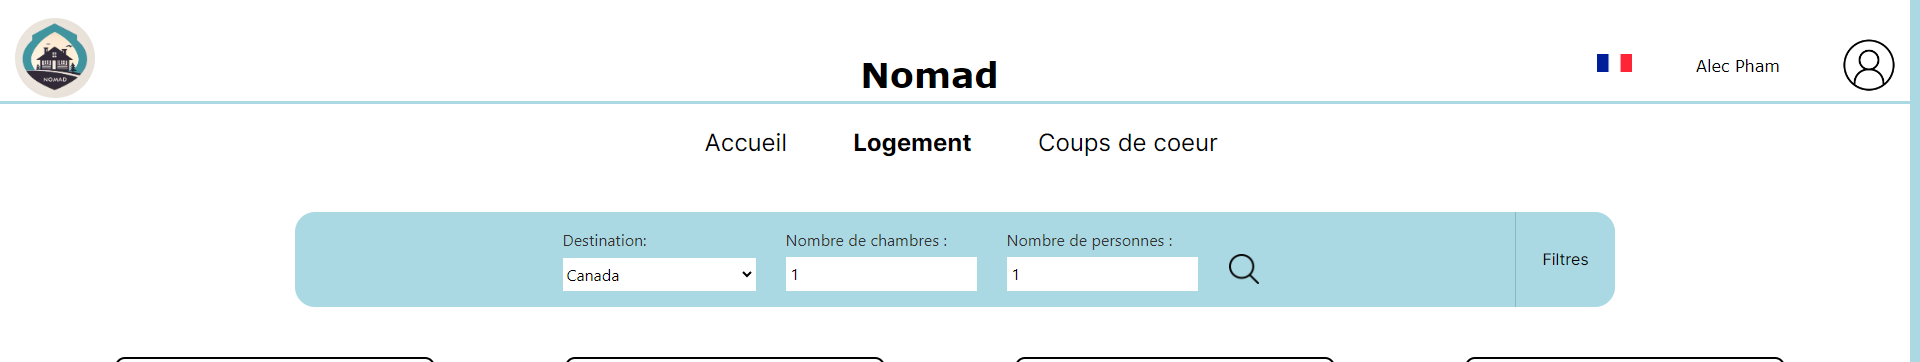 NOMAD
Nomad
Alec Pham
Accueil
Logement
Coups de coeur
Destination:
Nombre de chambres :
Nombre de personnes :
Canada
1
1
Filtres